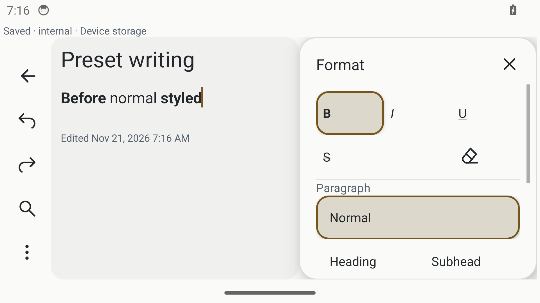 7:16
Saved · internal · Device storage
Preset writing
Before normal styled
Edited Nov 21, 2026 7:16 AM
Format
B I U
S
Paragraph
Normal
Heading Subhead